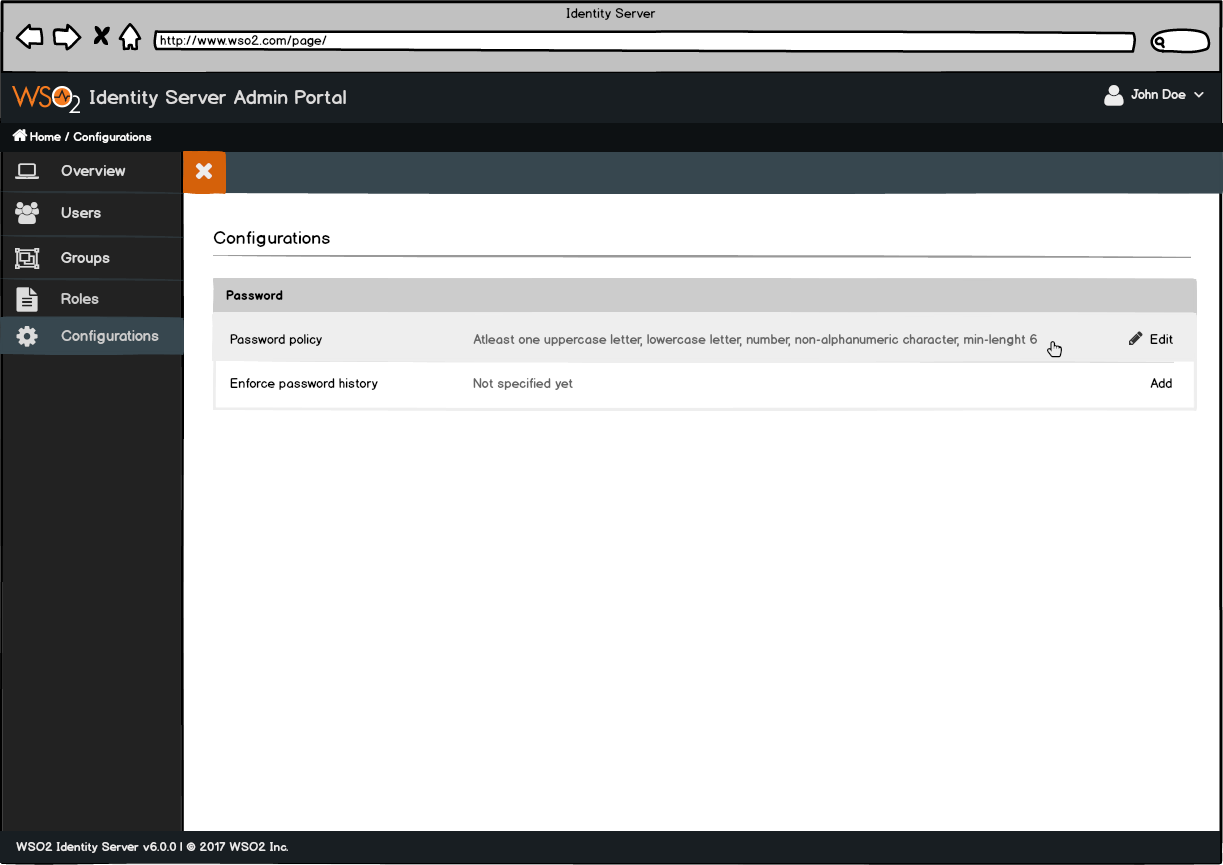 Identity Server
http://www.wso2.com/page/
WSO2 Identity Server Admin Portal
John Doe
Home / Configurations
Overview
Users
Groups
Roles
Configurations
Configurations
Password
Password policy Atleast one uppercase letter, lowercase letter, number, non-alphanumeric character, min-lenght 6 Edit
Enforce password history Not specified yet Add
WSO2 Identity Server v6.0.0 | © 2017 WSO2 Inc.